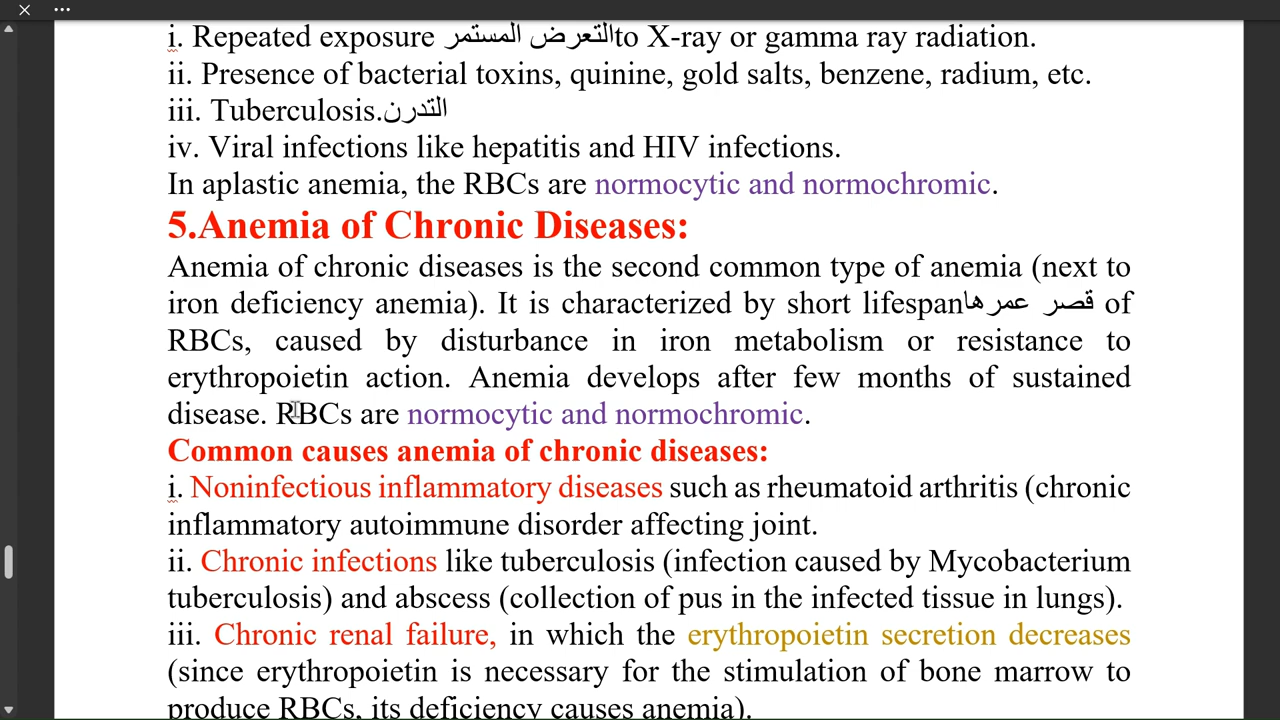 i. Repeated exposure التعرض المستمرto X-ray or gamma ray radiation.
ii. Presence of bacterial toxins, quinine, gold salts, benzene, radium, etc.
iii. Tuberculosis.التدرن
iv. Viral infections like hepatitis and HIV infections.
In aplastic anemia, the RBCs are normocytic and normochromic.
5.Anemia of Chronic Diseases:
Anemia of chronic diseases is the second common type of anemia (next to
iron deficiency anemia). It is characterized by short lifespanقصر عمرها of
RBCs, caused by disturbance in iron metabolism or resistance to
erythropoietin action. Anemia develops after few months of sustained
disease. RBCs are normocytic and normochromic.
Common causes anemia of chronic diseases:
i. Noninfectious inflammatory diseases such as rheumatoid arthritis (chronic
inflammatory autoimmune disorder affecting joint.
ii. Chronic infections like tuberculosis (infection caused by Mycobacterium
tuberculosis) and abscess (collection of pus in the infected tissue in lungs).
iii. Chronic renal failure, in which the erythropoietin secretion decreases
(since erythropoietin is necessary for the stimulation of bone marrow to
produce RBCs, its deficiency causes anemia).